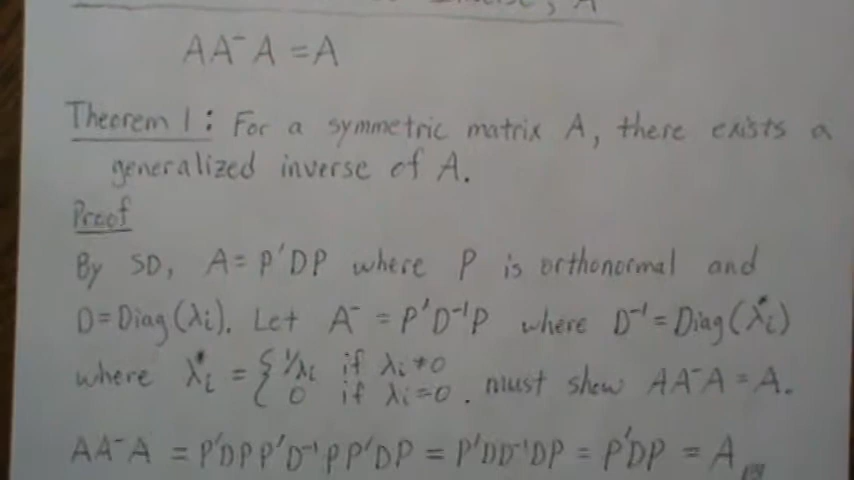 , A
AA⁻A = A
Theorem 1: For a symmetric matrix A, there exists a
generalized inverse of A.
Proof
By SD, A = P'DP where P is orthonormal and
D = Diag(λi). Let A⁻ = P'D⁻¹P where D⁻¹ = Diag(λ*i)
where λ*i = { 1/λi if λi ≠ 0
0 if λi = 0 . must show AA⁻A = A.
AA⁻A = P'DPP'D⁻¹PP'DP = P'DD⁻¹DP = P'DP = A